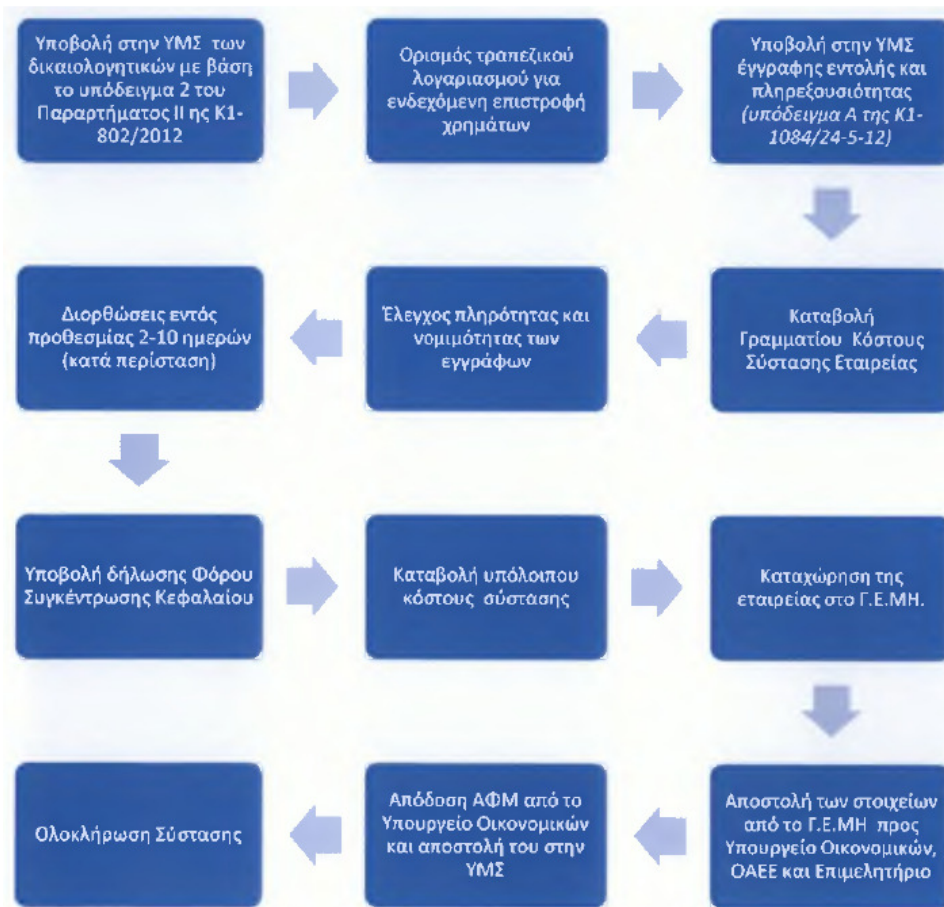 Υποβολή στην ΥΜΣ των
δικαιολογητικών με βάση
το υπόδειγμα 2 του
Παραρτήματος ΙΙ ης Κ1-
802/2012
Ορισμός τραπεζικού
λογαριασμού για
ενδεχόμενη επιστροφή
χρημάτων
Υποβολή στην ΥΜΣ
έγγραφης εντολής και
πληρεξουσιότητας
(υπόδειγμα Α της Κ1-
1084/24-5-12)
Καταβολή
Γραμματίου Κόστους
Σύστασης Εταιρείας
Έλεγχος πληρότητας και
νομιμότητας των
εγγράφων
Διορθώσεις εντός
προθεσμίας 2-10 ημερών
(κατά περίσταση)
Υποβολή δήλωσης Φόρου
Συγκέντρωσης Κεφαλαίου
Καταβολή υπόλοιπου
κόστους σύστασης
Καταχώρηση της
εταιρείας στο Γ.Ε.ΜΗ.
Αποστολή των στοιχείων
από το Γ.Ε.ΜΗ προς
Υπουργείο Οικονομικών,
ΟΑΕΕ και Επιμελητήριο
Απόδοση ΑΦΜ από το
Υπουργείο Οικονομικών
και αποστολή του στην
ΥΜΣ
Ολοκλήρωση Σύστασης